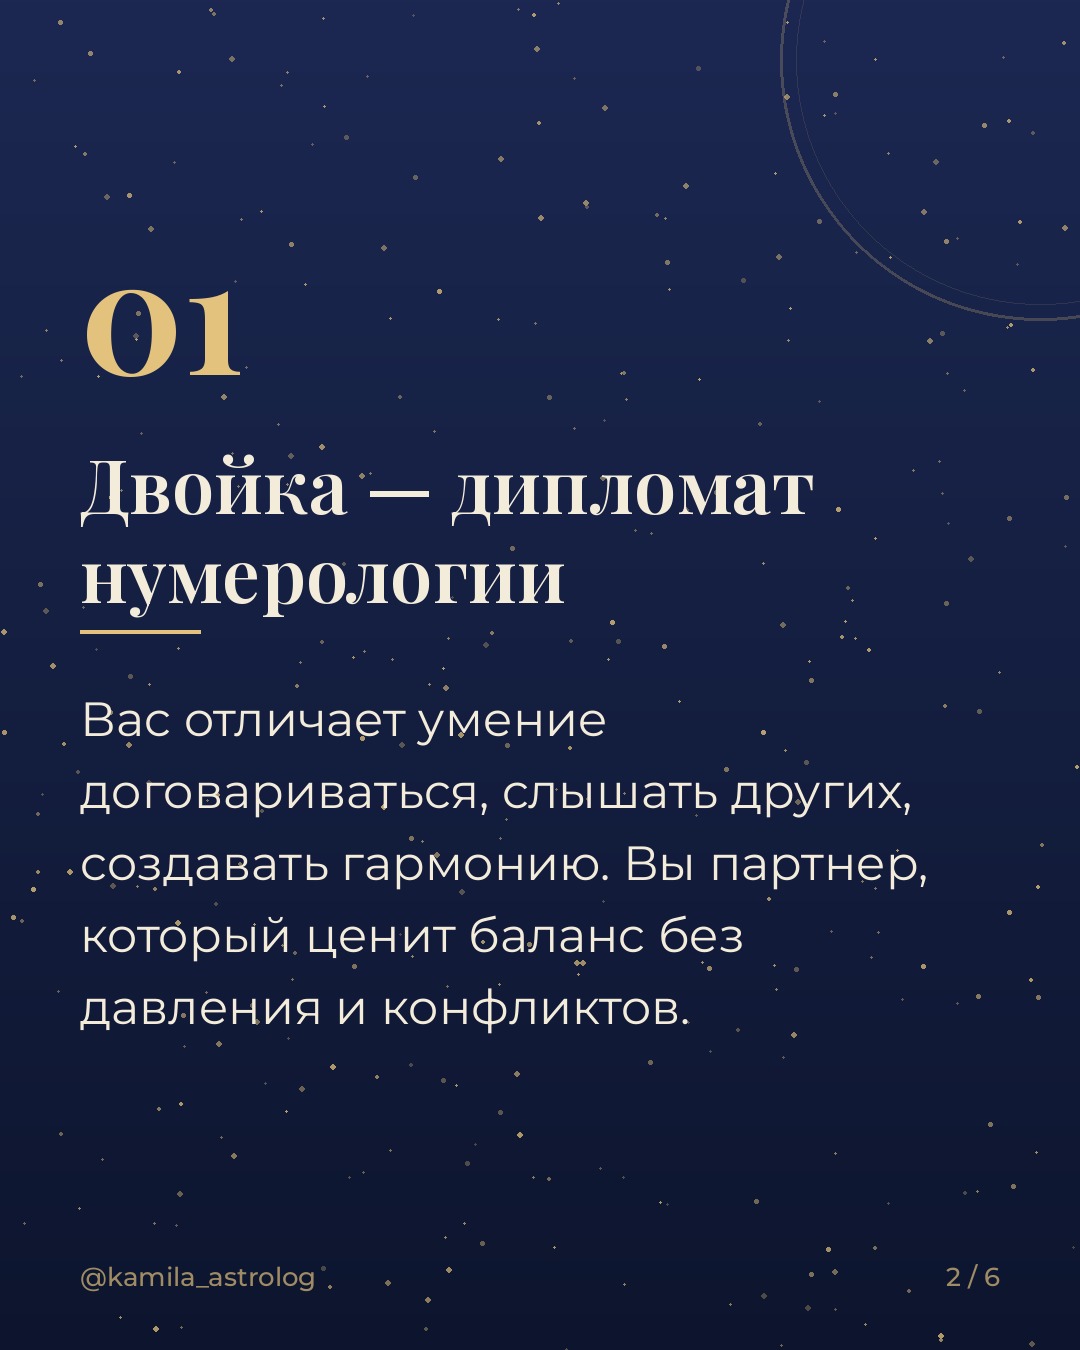 01
Двойка — дипломат
нумерологии
Вас отличает умение
договариваться, слышать других,
создавать гармонию. Вы партнер,
который ценит баланс без
давления и конфликтов.
@kamila_astrolog
2 / 6